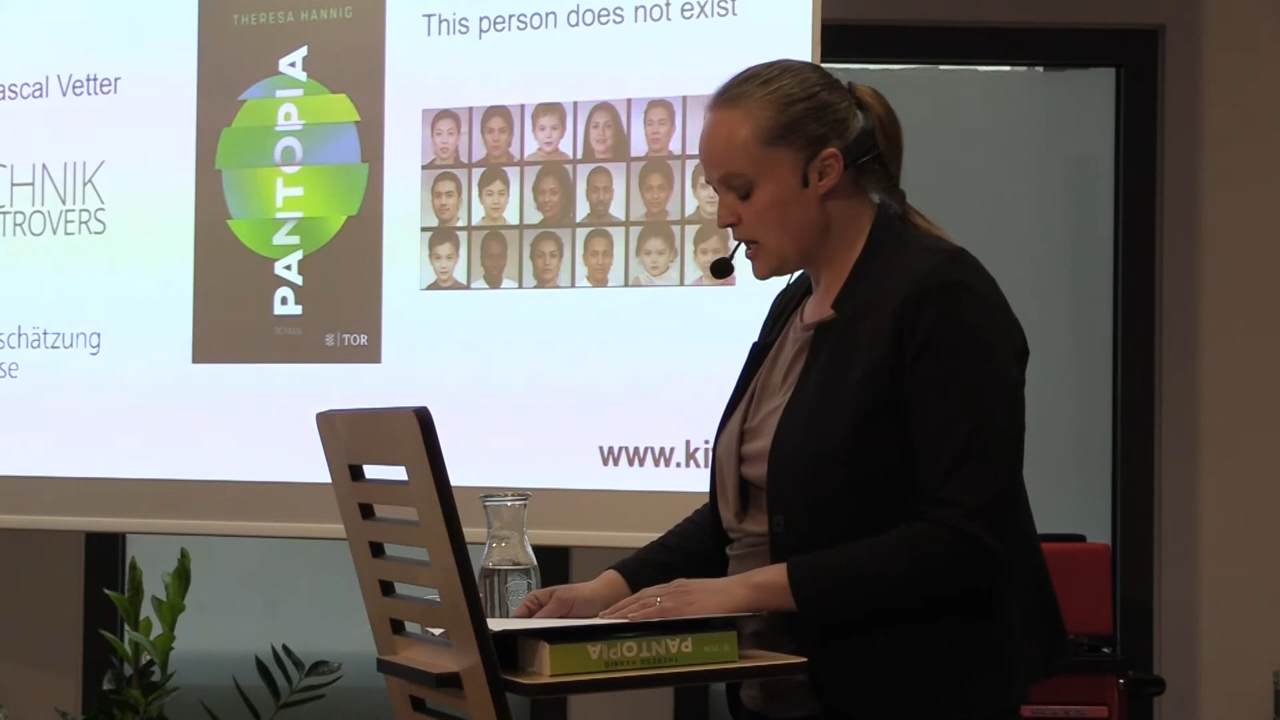 THERESA HANNIG
This person does not exist
ascal Vetter
PANTOPIA
CHNIK
TROVERS
TOR
schätzung
se
www.ki
PANTOPIA
THERESA HANNIG